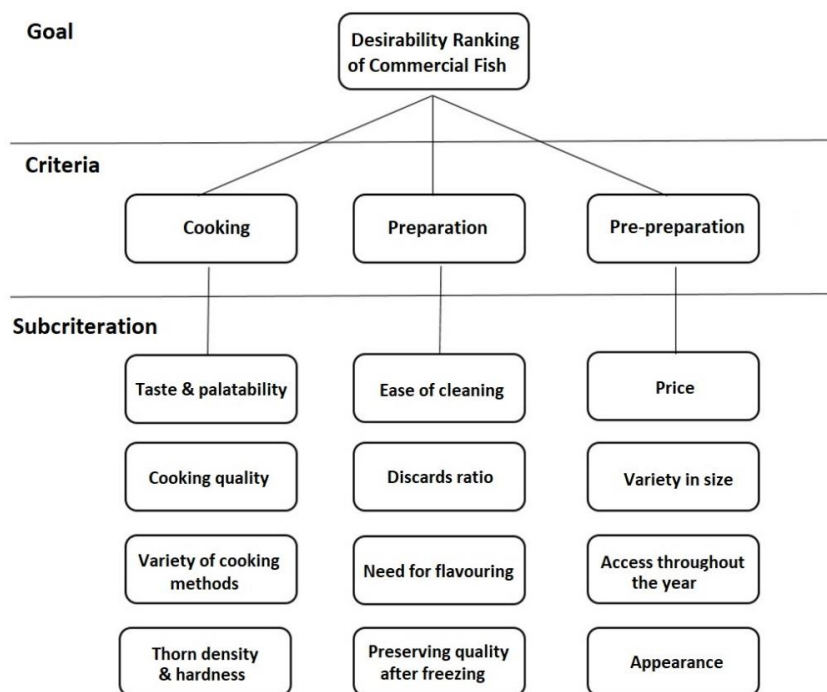 Goal
Desirability Ranking
of Commercial Fish
Criteria
Cooking
Preparation
Pre-preparation
Subcriteration
Taste & palatability
Ease of cleaning
Price
Cooking quality
Discards ratio
Variety in size
Variety of cooking
methods
Need for flavouring
Access throughout
the year
Thorn density
& hardness
Preserving quality
after freezing
Appearance